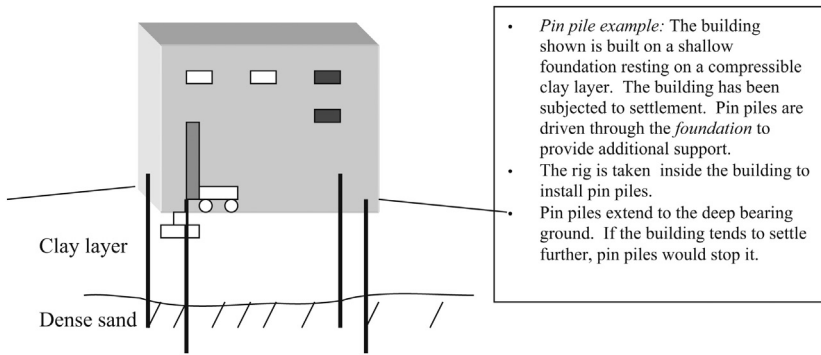 • Pin pile example: The building
shown is built on a shallow
foundation resting on a compressible
clay layer. The building has been
subjected to settlement. Pin piles are
driven through the foundation to
provide additional support.
• The rig is taken inside the building to
install pin piles.
• Pin piles extend to the deep bearing
ground. If the building tends to settle
further, pin piles would stop it.
Clay layer
Dense sand